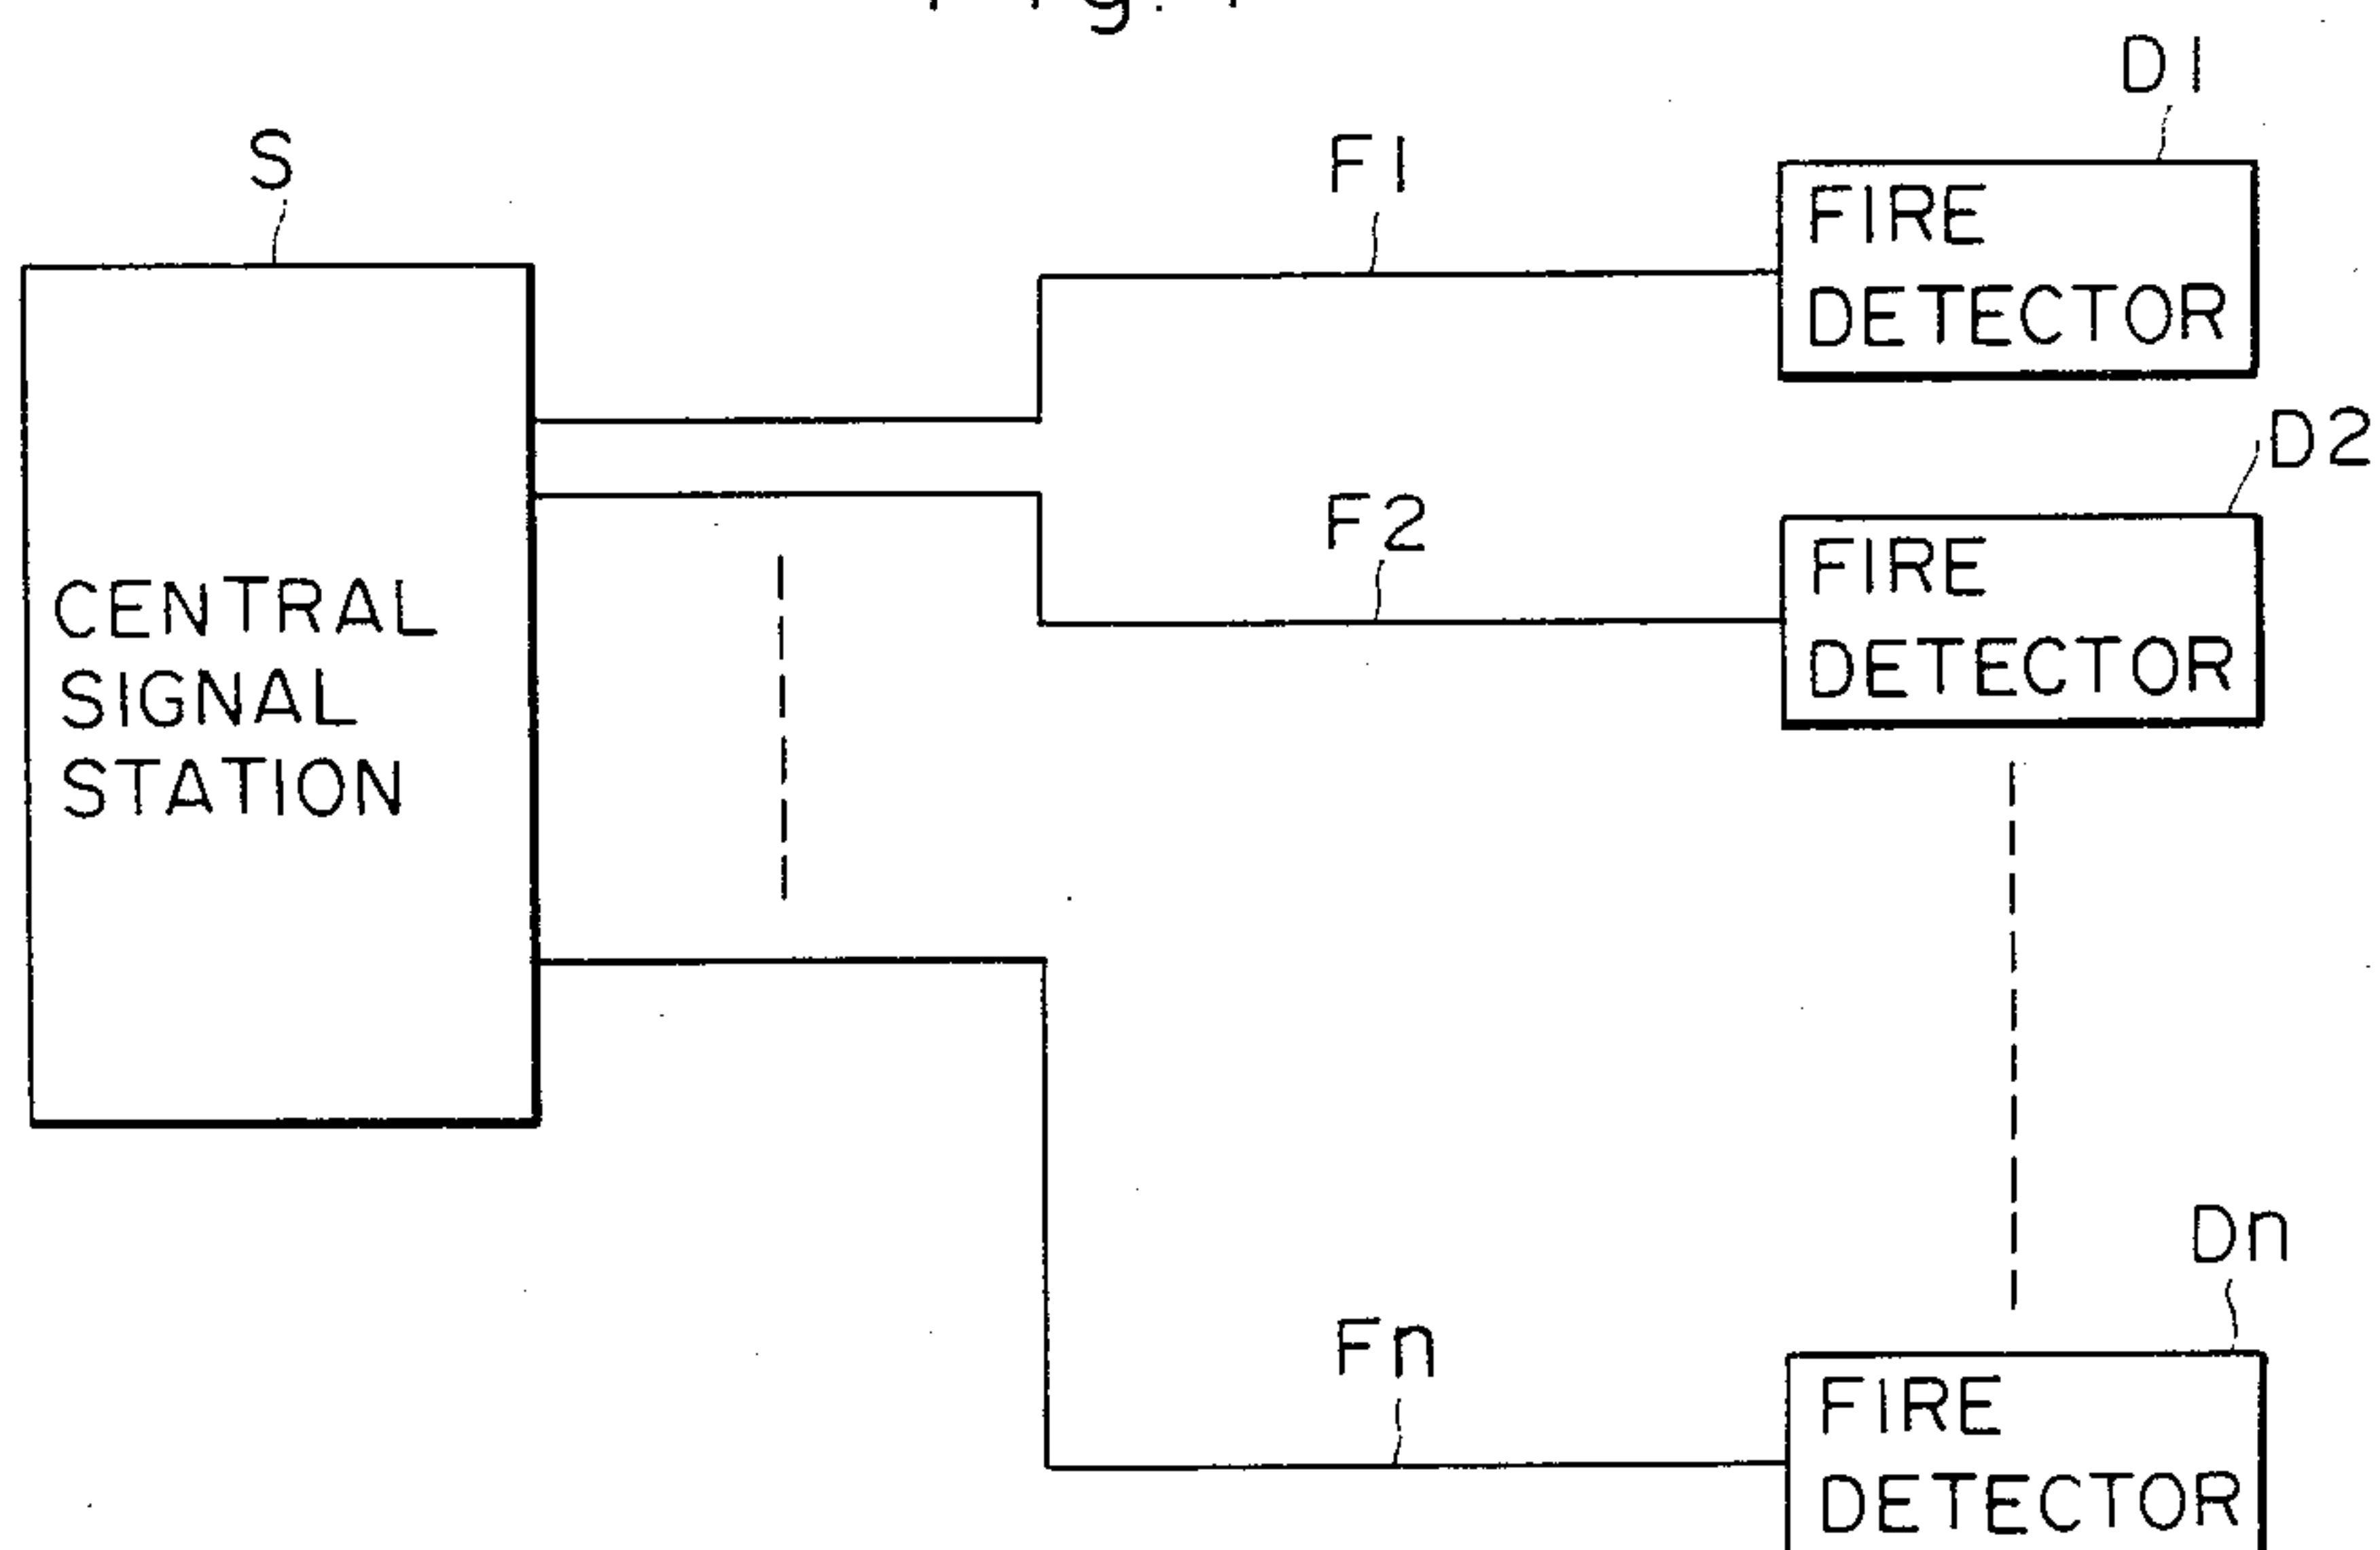 S
F1
D1
FIRE
DETECTOR
D2
F2
FIRE
DETECTOR
CENTRAL
SIGNAL
STATION
Dn
Fn
FIRE
DETECTOR